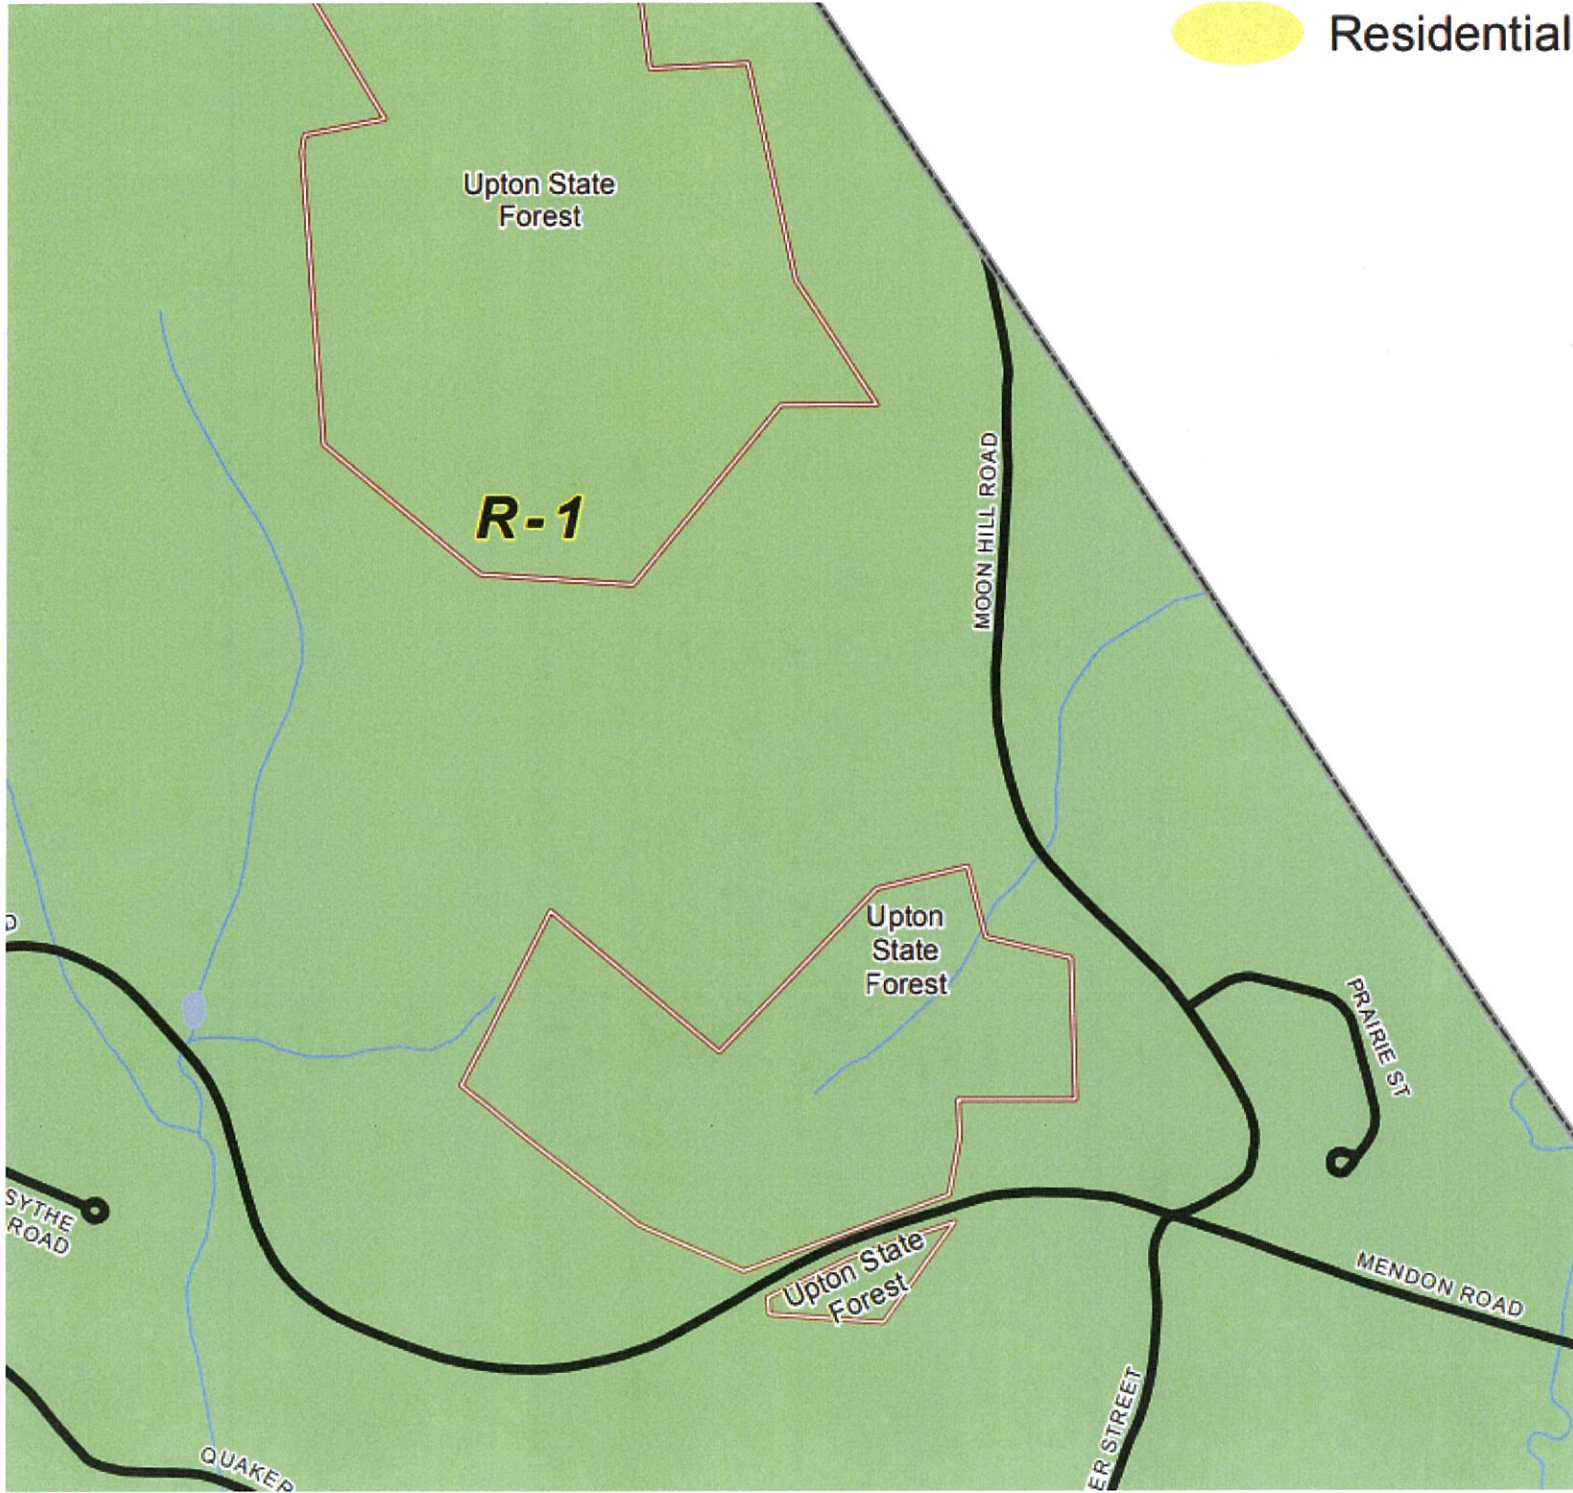 Residential
Upton State
Forest
R-1
MOON HILL ROAD
Upton
State
Forest
D
PRAIRIE ST
SYTHE
ROAD
Upton State
Forest
MENDON ROAD
ER STREET
QUAKER